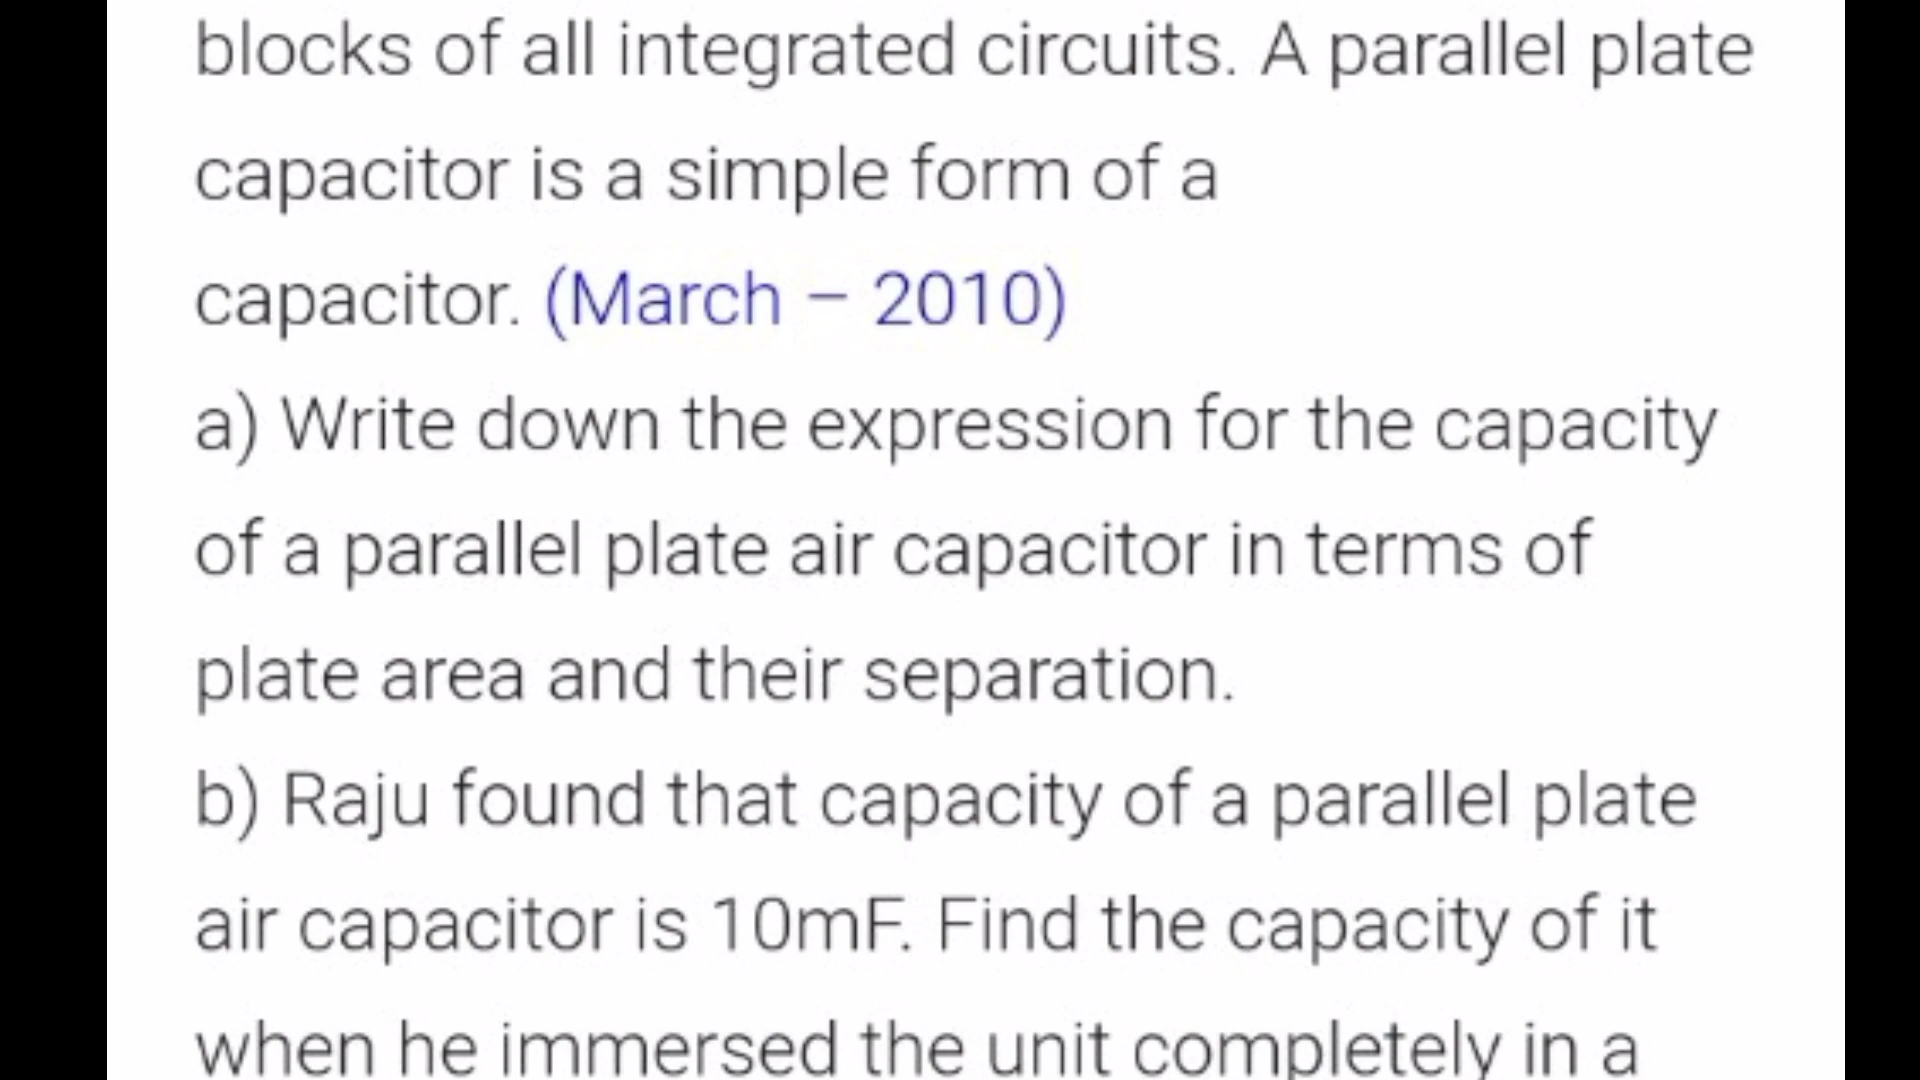 blocks of all integrated circuits. A parallel plate
capacitor is a simple form of a
capacitor. (March – 2010)
a) Write down the expression for the capacity
of a parallel plate air capacitor in terms of
plate area and their separation.
b) Raju found that capacity of a parallel plate
air capacitor is 10mF. Find the capacity of it
when he immersed the unit completely in a